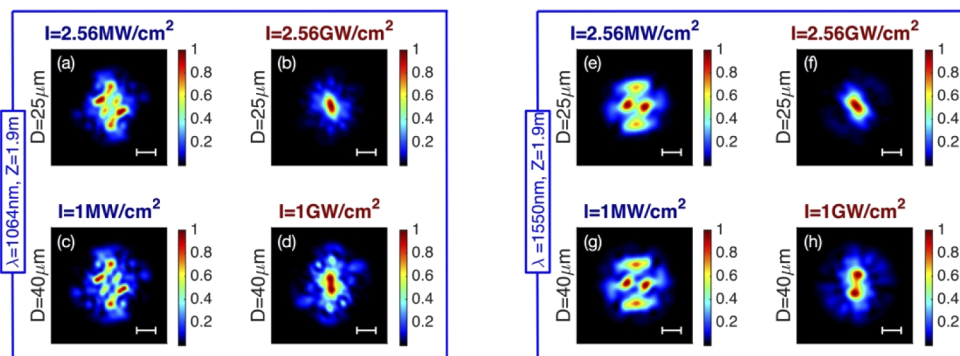 I=2.56MW/cm²
I=2.56GW/cm²
(a)
(b)
D=25μm
D=25μm
1
0.8
0.6
0.4
0.2
1
0.8
0.6
0.4
0.2
λ=1064nm, Z=1.9m
I=1MW/cm²
I=1GW/cm²
(c)
(d)
D=40μm
D=40μm
1
0.8
0.6
0.4
0.2
1
0.8
0.6
0.4
0.2
I=2.56MW/cm²
I=2.56GW/cm²
(e)
(f)
D=25μm
D=25μm
1
0.8
0.6
0.4
0.2
1
0.8
0.6
0.4
0.2
λ=1550nm, Z=1.9m
I=1MW/cm²
I=1GW/cm²
(g)
(h)
D=40μm
D=40μm
1
0.8
0.6
0.4
0.2
1
0.8
0.6
0.4
0.2